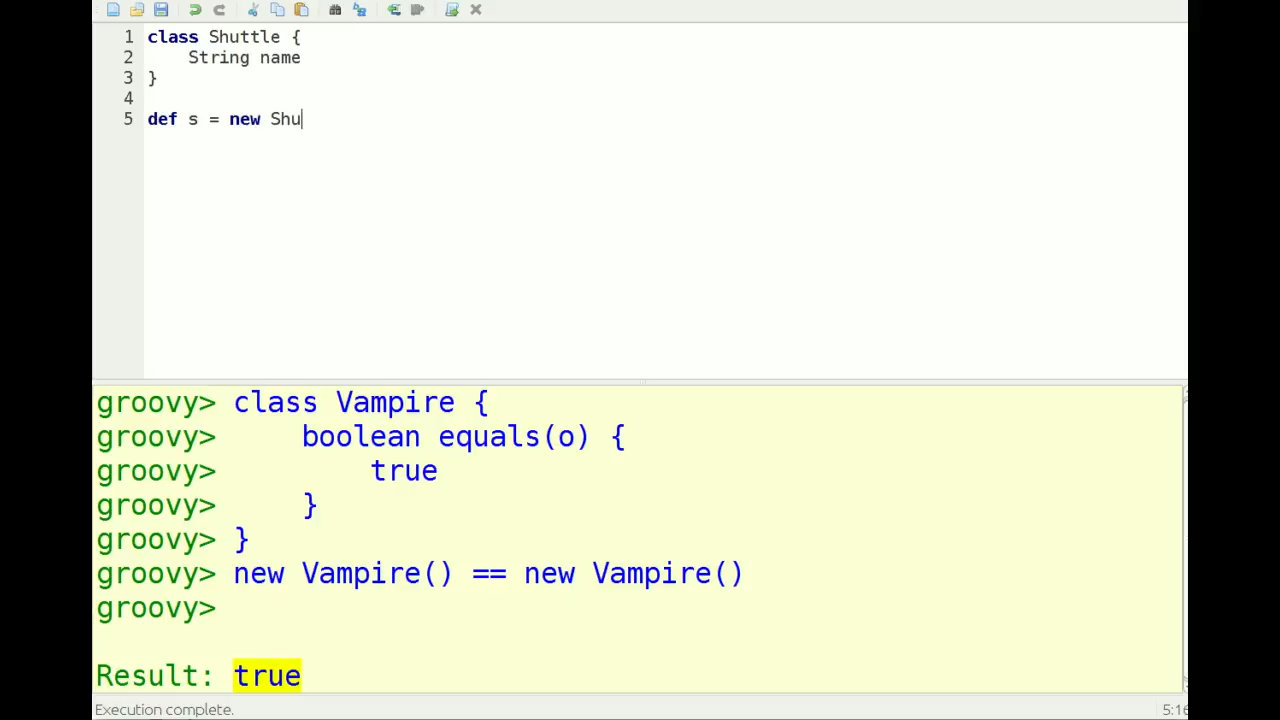 1 class Shuttle {
2     String name
3 }
4
5 def s = new Shu
groovy> class Vampire {
groovy>     boolean equals(o) {
groovy>         true
groovy>     }
groovy> }
groovy> new Vampire() == new Vampire()
groovy>
Result: true
Execution complete.
5:16